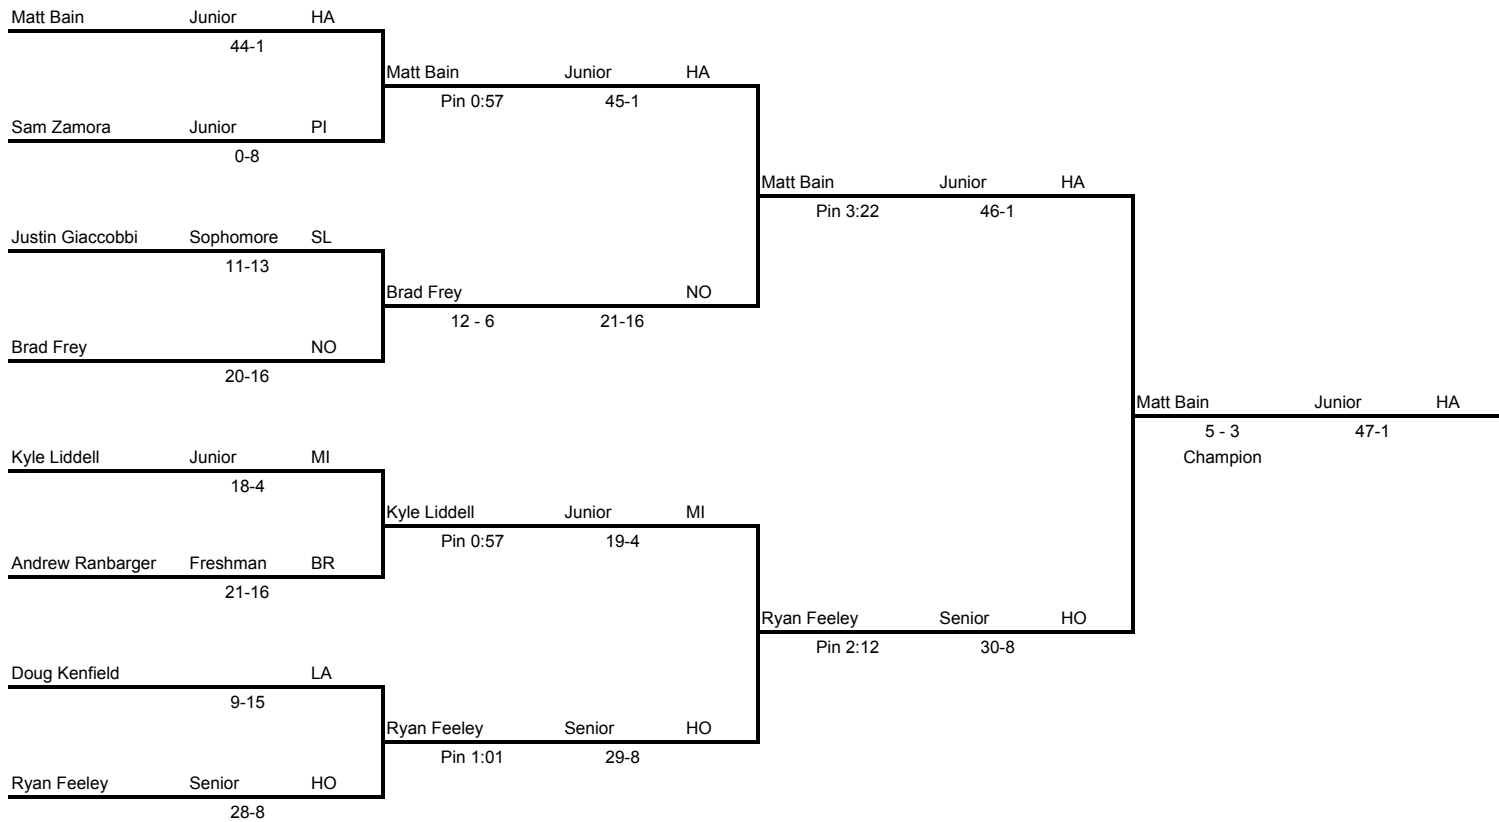 Matt Bain Junior HA
44-1
Matt Bain Junior HA
Pin 0:57 45-1
Sam Zamora Junior PI
0-8
Matt Bain Junior HA
Pin 3:22 46-1
Justin Giaccobbi Sophomore SL
11-13
Brad Frey NO
12 - 6 21-16
Brad Frey NO
20-16
Matt Bain Junior HA
5 - 3 47-1
Champion
Kyle Liddell Junior MI
18-4
Kyle Liddell Junior MI
Pin 0:57 19-4
Andrew Ranbarger Freshman BR
21-16
Ryan Feeley Senior HO
Pin 2:12 30-8
Doug Kenfield LA
9-15
Ryan Feeley Senior HO
Pin 1:01 29-8
Ryan Feeley Senior HO
28-8